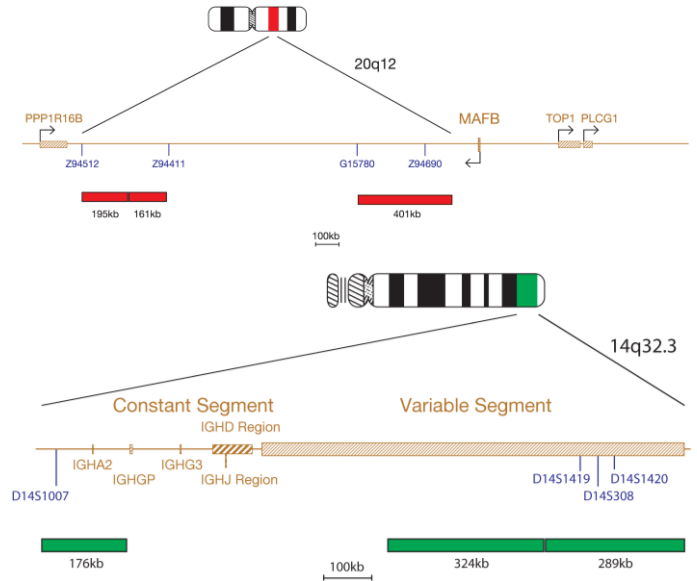 20q12
PPP1R16B
MAFB
TOP1 PLCG1
Z94512
Z94411
G15780
Z94690
195kb
161kb
401kb
100kb
14q32.3
Constant Segment
Variable Segment
IGHD Region
IGHA2
IGHGP
IGHG3
IGHJ Region
D14S1007
D14S1419
D14S308
D14S1420
176kb
100kb
324kb
289kb